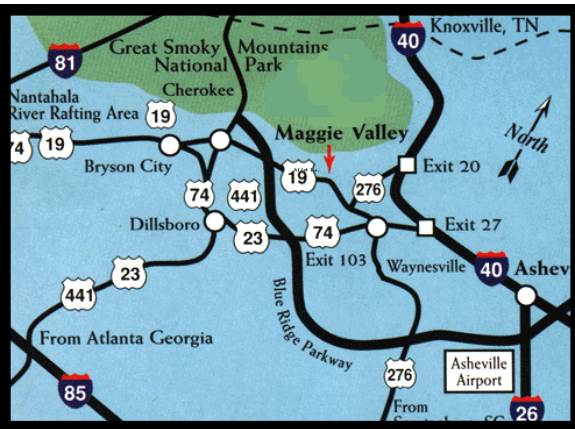 Knoxville, TN
40
81
Great Smoky Mountains
National Park
Cherokee
Nantahala
River Rafting Area
19
Maggie Valley
North
74
19
Bryson City
19
276
Exit 20
74
441
Dillsboro
23
74
Exit 27
Exit 103
Waynesville
40
Ashev
23
441
Blue Ridge Parkway
From Atlanta Georgia
Asheville
Airport
276
85
From
26